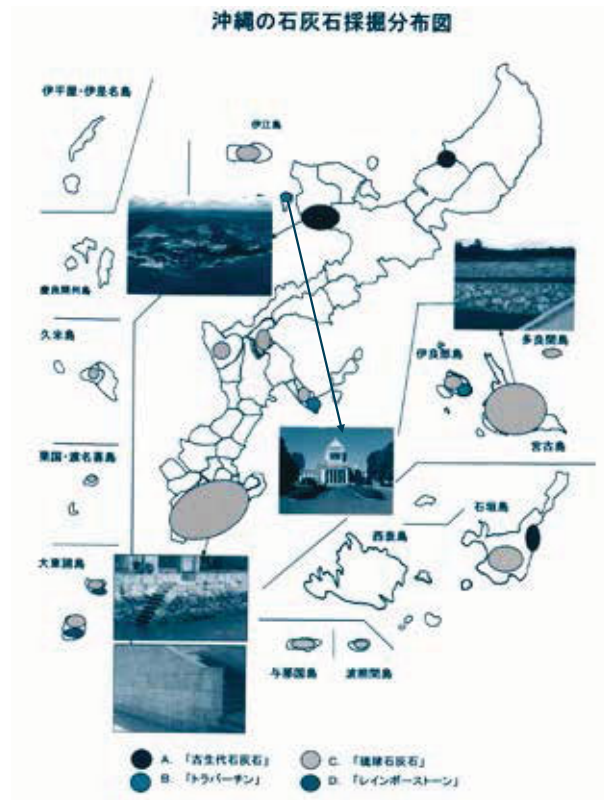 沖縄の石灰石採掘分布図
伊平屋・伊是名島
伊江島
慶良間列島
多良間島
久米島
伊良部島
宮古島
粟国・渡名喜島
石垣島
西表島
大東諸島
与那国島
波照間島
A. 「古生代石灰石」
C. 「琉球石灰石」
B. 「トラバーチン」
D. 「レインボーストーン」